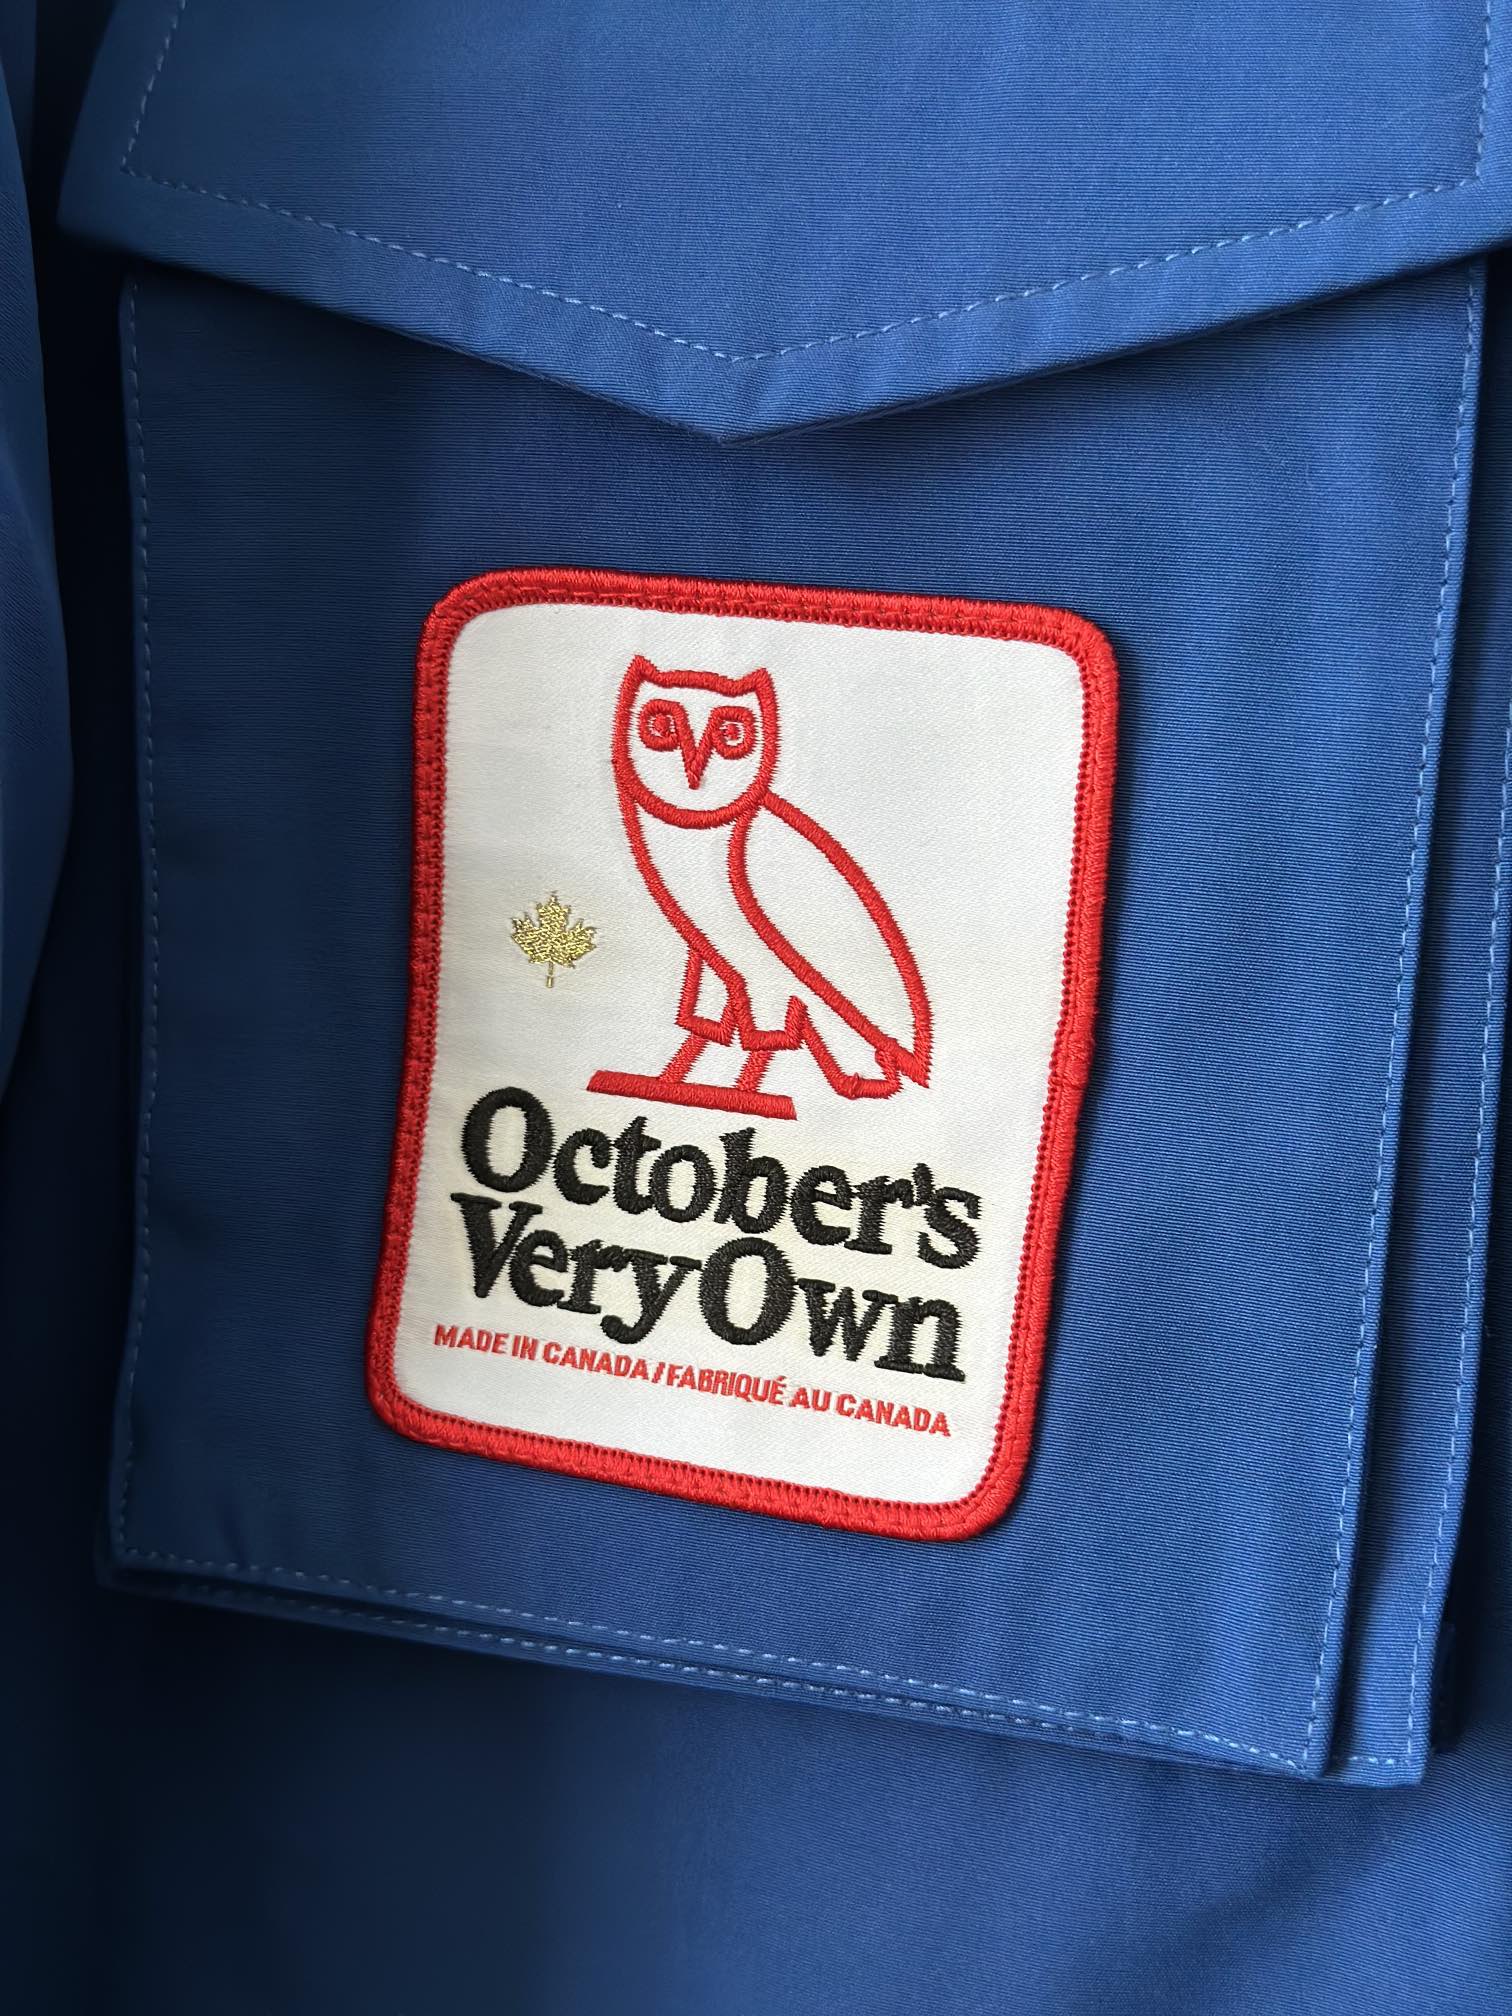 October's
Very Own
MADE IN CANADA / FABRIQUÉ AU CANADA